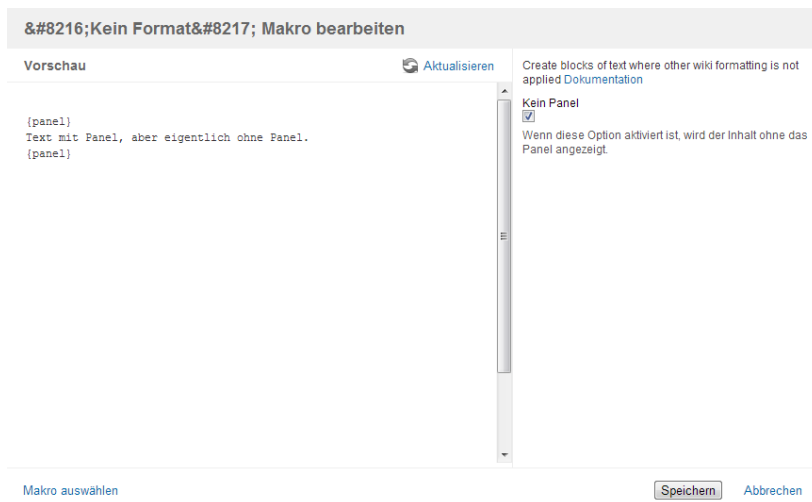 &#8216;Kein Format&#8217; Makro bearbeiten
Vorschau
Aktualisieren
{panel}
Text mit Panel, aber eigentlich ohne Panel.
{panel}
Create blocks of text where other wiki formatting is not
applied Dokumentation
Kein Panel
Wenn diese Option aktiviert ist, wird der Inhalt ohne das
Panel angezeigt.
Makro auswählen
Speichern
Abbrechen